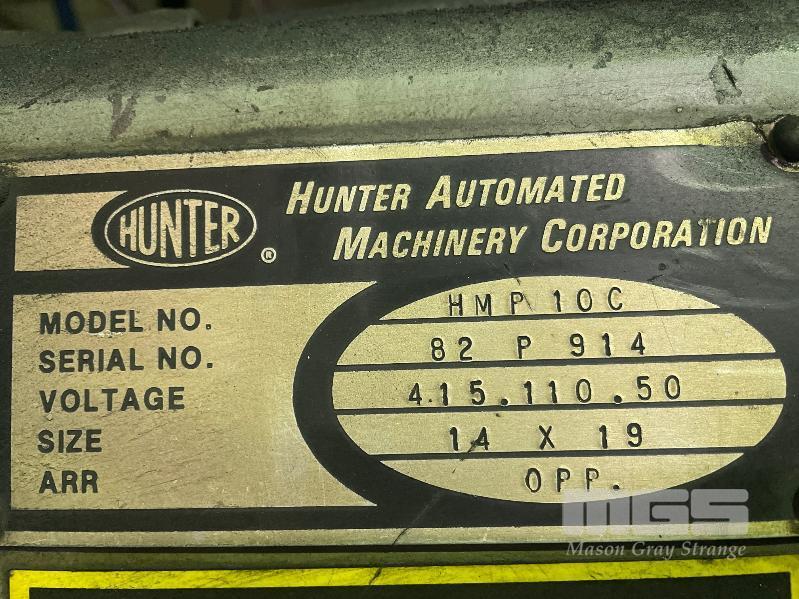 HUNTER ®
HUNTER AUTOMATED
MACHINERY CORPORATION
MODEL NO. HMP 10C
SERIAL NO. 82 P 914
VOLTAGE 415.110.50
SIZE 14 X 19
ARR OPP.
MGS
Mason Gray Strange